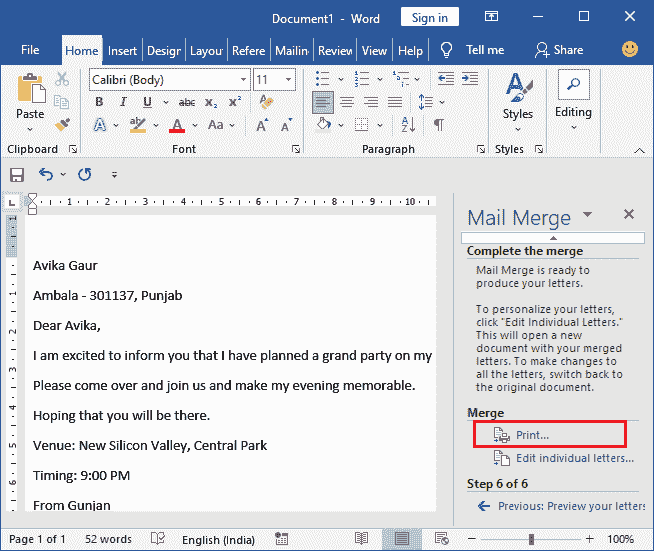 Document1 - Word Sign in
File Home Insert Design Layou Refere Mailin Review View Help Tell me Share
Calibri (Body) 11
Paste B I U abc x₂ x² Styles Editing
A ab A Aa A A
Clipboard Font Paragraph Styles
1 2 3 4 5 6 7 8 9 10
Mail Merge
Complete the merge
Mail Merge is ready to
produce your letters.
To personalize your letters,
click "Edit Individual Letters."
This will open a new
document with your merged
letters. To make changes to
all the letters, switch back to
the original document.
Merge
Print...
Edit individual letters...
Step 6 of 6
Previous: Preview your letters
Avika Gaur
Ambala - 301137, Punjab
Dear Avika,
I am excited to inform you that I have planned a grand party on my
Please come over and join us and make my evening memorable.
Hoping that you will be there.
Venue: New Silicon Valley, Central Park
Timing: 9:00 PM
From Gunjan
Page 1 of 1 52 words English (India) 100%